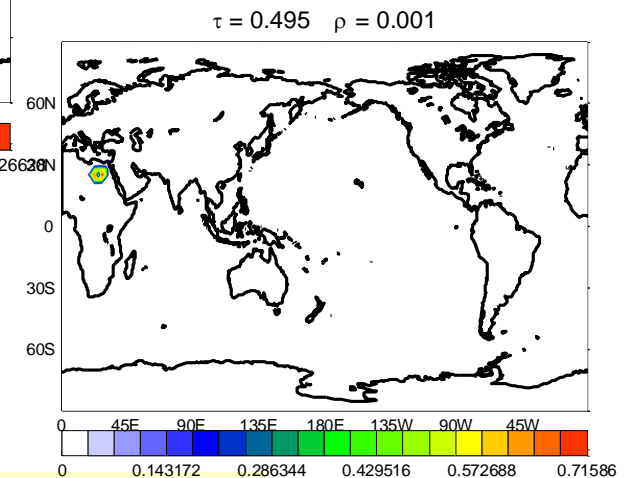 τ = 0.495 ρ = 0.001
60N
0
30S
60S
0 45E 90E 135E 180E 135W 90W 45W
0 0.143172 0.286344 0.429516 0.572688 0.71586